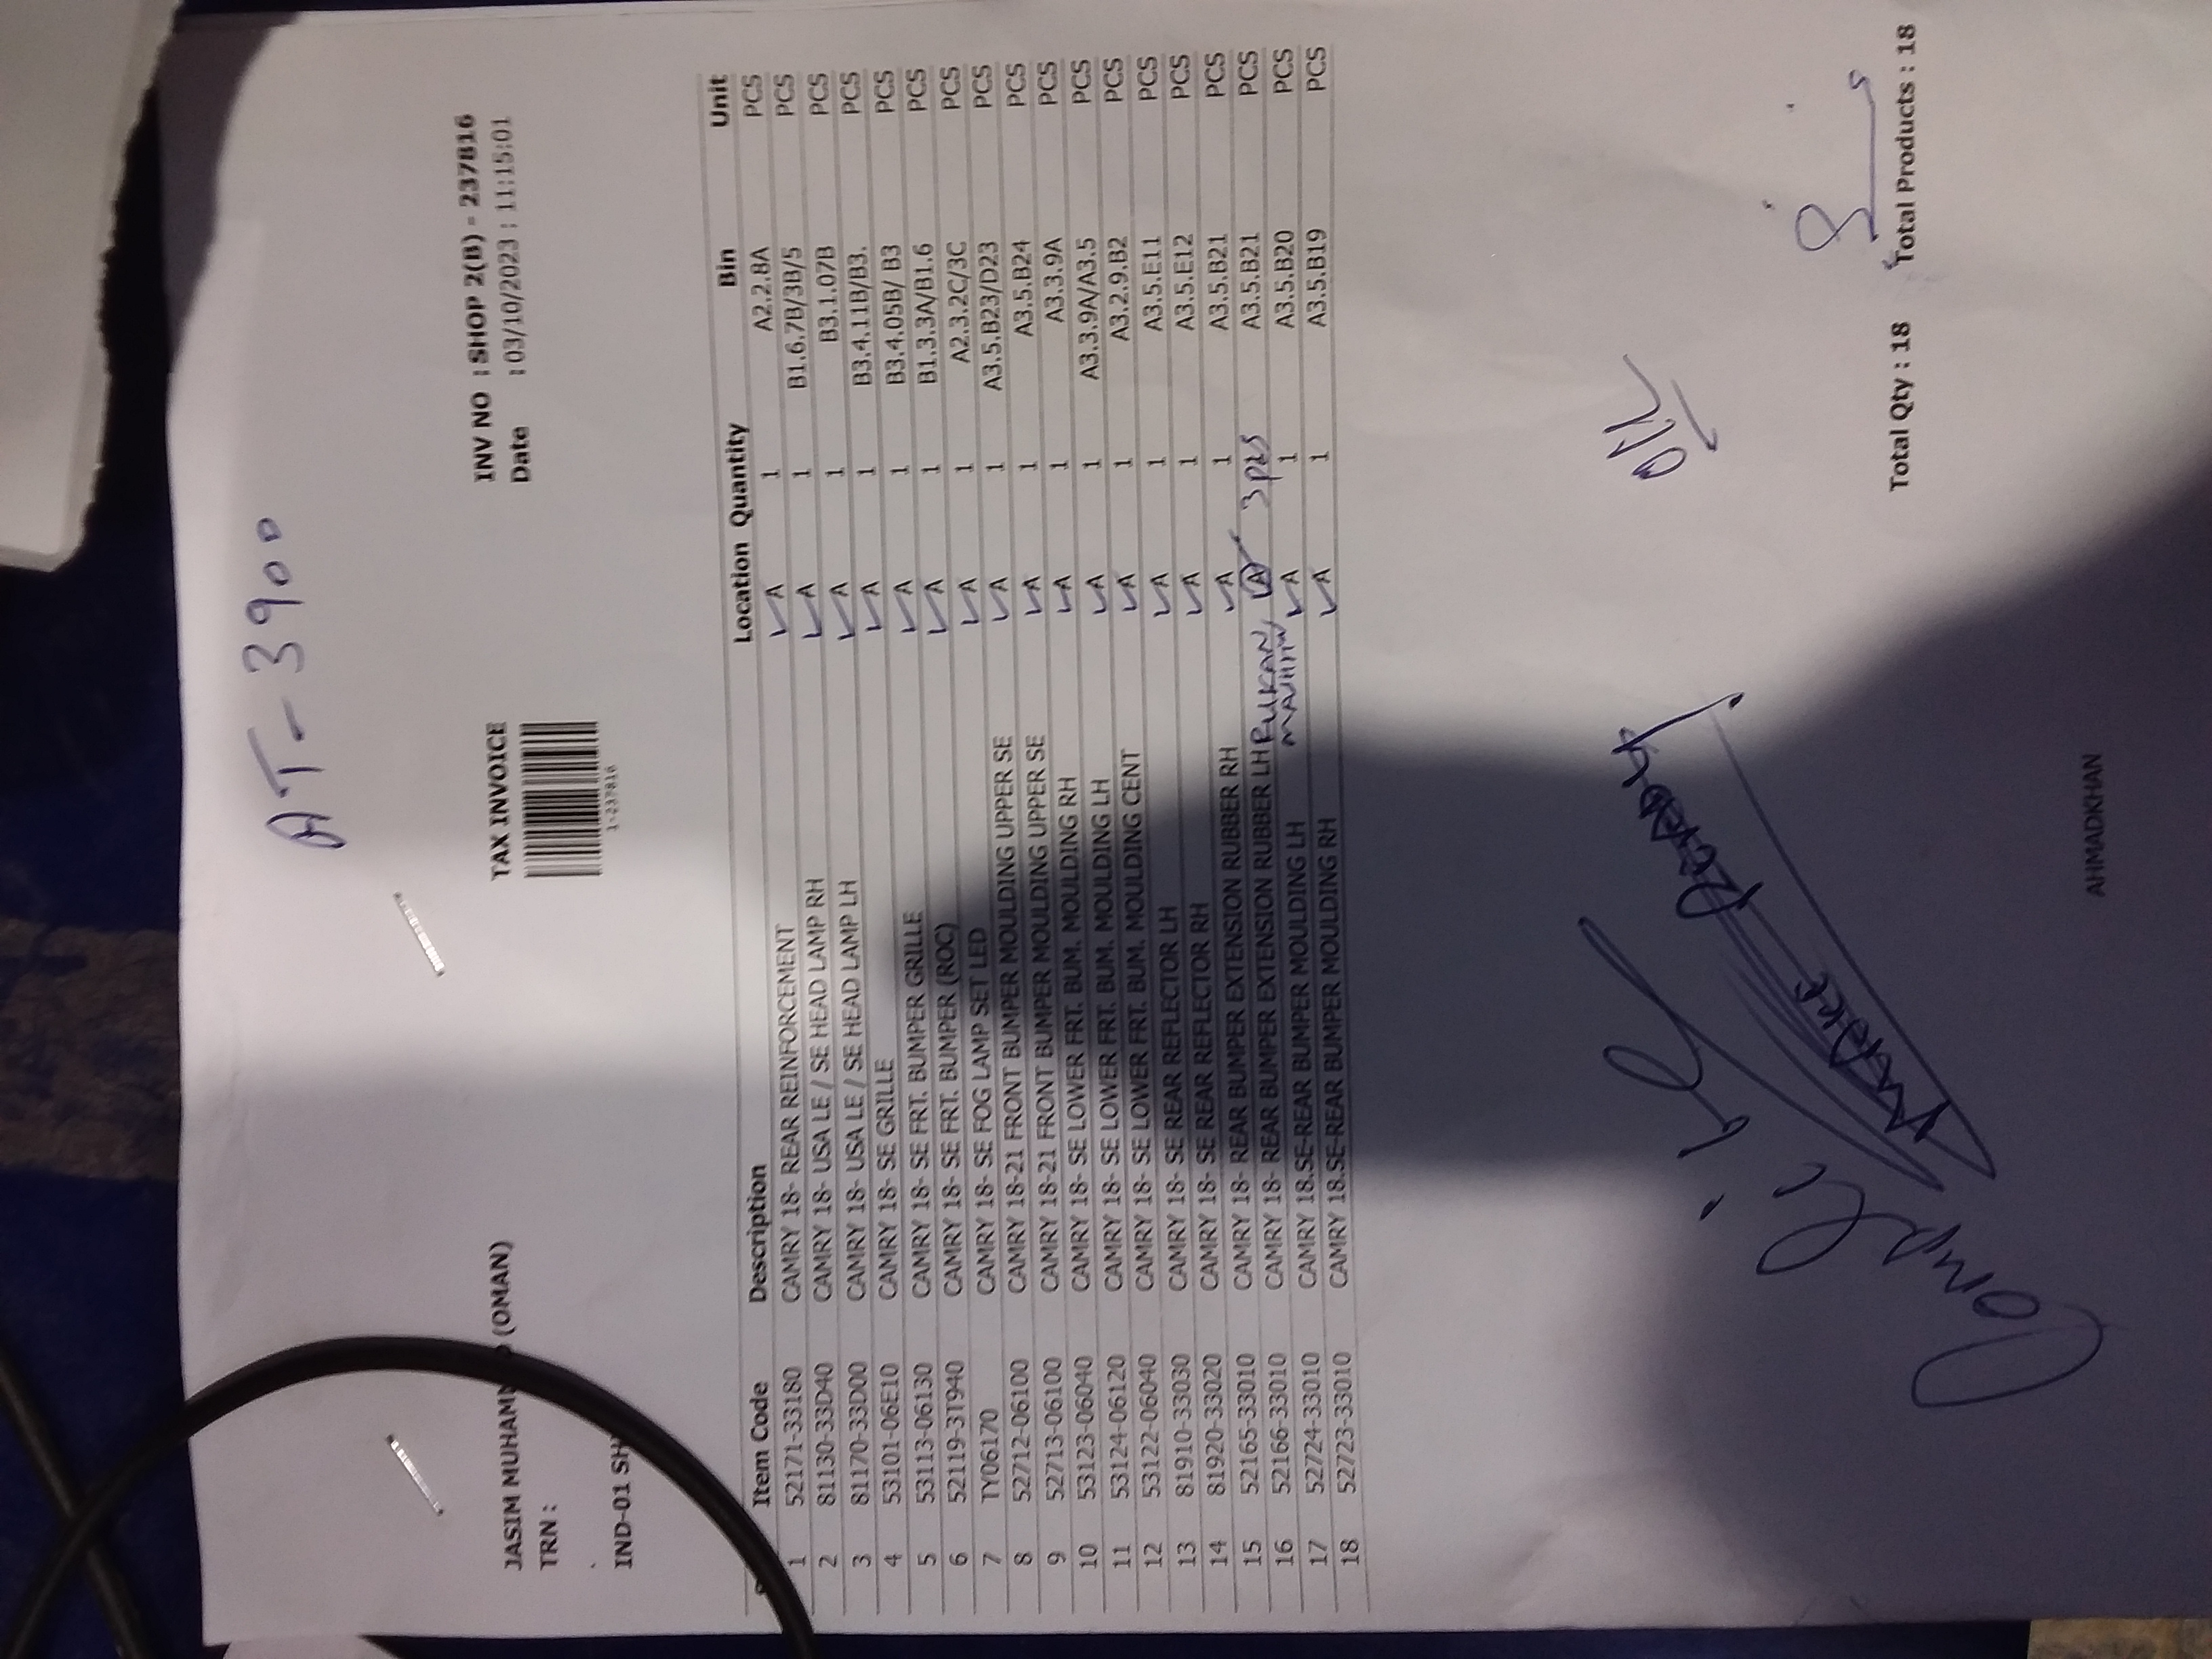 AT-3900
TAX INVOICE
INV NO : SHOP 2(B) - 237816
Date : 03/10/2023 : 11:15:01
1-237816
JASIM MUHAMM (OMAN)
TRN :
IND-01 SH
Item Code Description Location Quantity Bin Unit
1 52171-33180 CAMRY 18- REAR REINFORCEMENT A 1 A2.2.8A PCS
2 81130-33D40 CAMRY 18- USA LE / SE HEAD LAMP RH A 1 B1.6.7B/3B/5 PCS
3 81170-33D00 CAMRY 18- USA LE / SE HEAD LAMP LH A 1 B3.1.07B PCS
4 53101-06E10 CAMRY 18- SE GRILLE A 1 B3.4.11B/B3. PCS
5 53113-06130 CAMRY 18- SE FRT. BUMPER GRILLE A 1 B3.4.05B/ B3 PCS
6 52119-3T940 CAMRY 18- SE FRT. BUMPER (ROC) A 1 B1.3.3A/B1.6 PCS
7 TY06170 CAMRY 18- SE FOG LAMP SET LED A 1 A2.3.2C/3C PCS
8 52712-06100 CAMRY 18-21 FRONT BUMPER MOULDING UPPER SE A 1 A3.5.B23/D23 PCS
9 52713-06100 CAMRY 18-21 FRONT BUMPER MOULDING UPPER SE A 1 A3.5.B24 PCS
10 53123-06040 CAMRY 18- SE LOWER FRT. BUM. MOULDING RH A 1 A3.3.9A PCS
11 53124-06120 CAMRY 18- SE LOWER FRT. BUM. MOULDING LH A 1 A3.3.9A/A3.5 PCS
12 53122-06040 CAMRY 18- SE LOWER FRT. BUM. MOULDING CENT A 1 A3.2.9.B2 PCS
13 81910-33030 CAMRY 18- SE REAR REFLECTOR LH A 1 A3.5.E11 PCS
14 81920-33020 CAMRY 18- SE REAR REFLECTOR RH A 1 A3.5.E12 PCS
15 52165-33010 CAMRY 18- REAR BUMPER EXTENSION RUBBER RH A 1 A3.5.B21 PCS
16 52166-33010 CAMRY 18- REAR BUMPER EXTENSION RUBBER LH A 3 pcs A3.5.B21 PCS
17 52724-33010 CAMRY 18.SE-REAR BUMPER MOULDING LH A 1 A3.5.B20 PCS
18 52723-33010 CAMRY 18.SE-REAR BUMPER MOULDING RH A 1 A3.5.B19 PCS
Total Qty : 18 Total Products : 18
AHMADKHAN